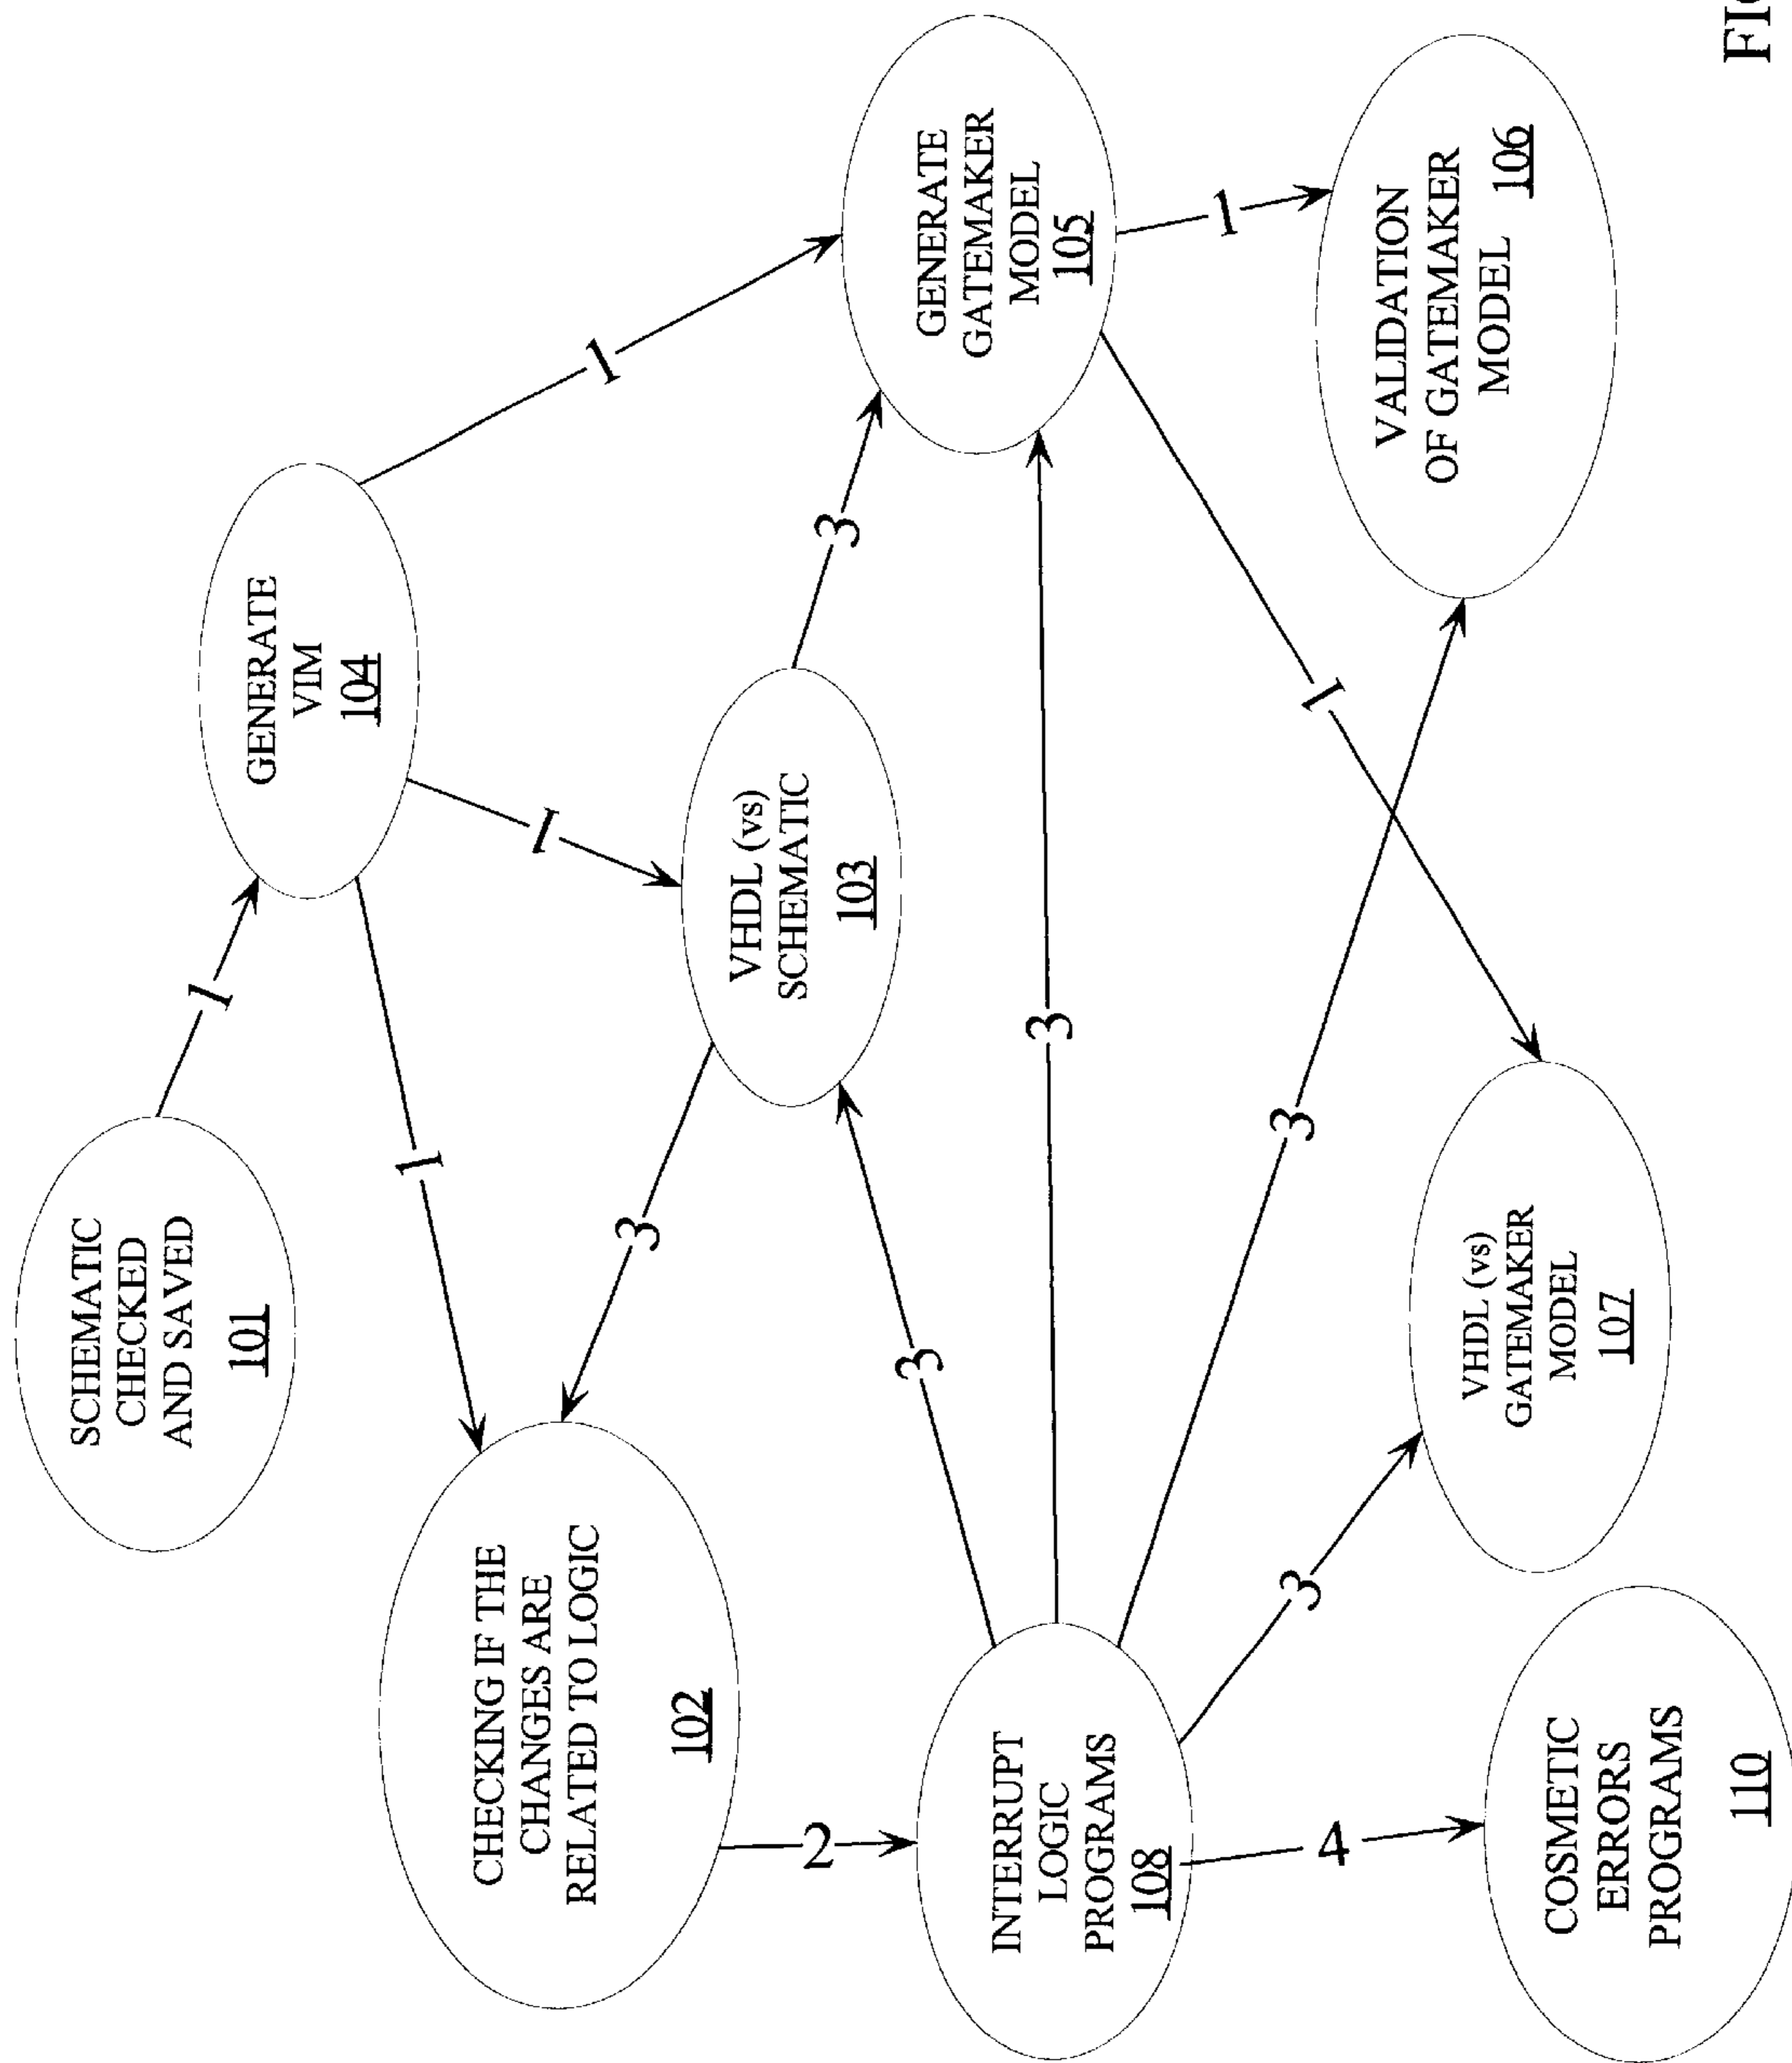 SCHEMATIC
CHECKED
AND SAVED
101
1
GENERATE
VIM
104
1
1
1
CHECKING IF THE
CHANGES ARE
RELATED TO LOGIC
102
3
VHDL (vs)
SCHEMATIC
103
3
2
3
GENERATE
GATEMAKER
MODEL
105
INTERRUPT
LOGIC
PROGRAMS
108
3
1
4
3
3
1
VHDL (vs)
GATEMAKER
MODEL
107
VALIDATION
OF GATEMAKER
MODEL 106
COSMETIC
ERRORS
PROGRAMS
110